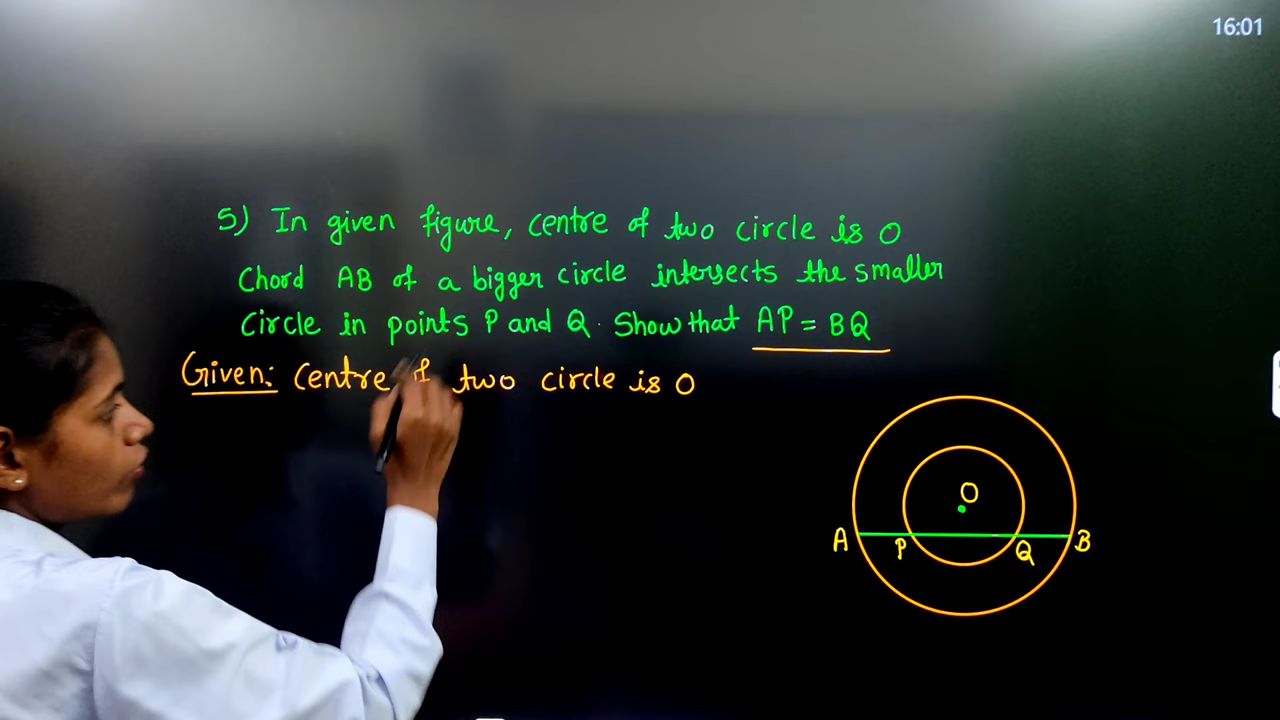 16:01
5) In given figure, centre of two circle is O
Chord AB of a bigger circle intersects the smaller
Circle in points P and Q. Show that AP = BQ
Given: Centre of two circle is O
O
A P Q B